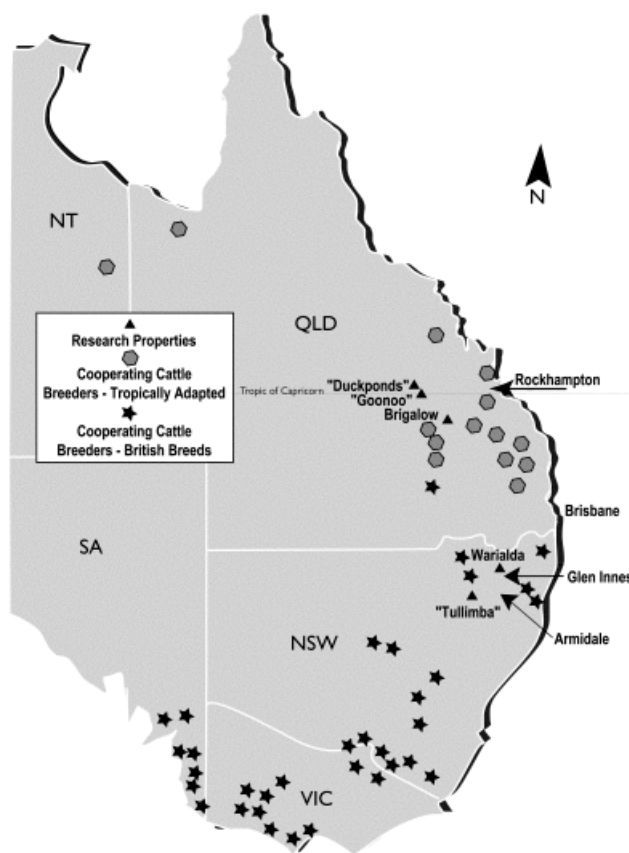 N
NT
QLD
Research Properties
Cooperating Cattle
Breeders - Tropically Adapted
Cooperating Cattle
Breeders - British Breeds
"Duckponds"
Tropic of Capricorn
"Goonoo"
Rockhampton
Brigalow
Brisbane
SA
Warialda
Glen Innes
"Tullimba"
Armidale
NSW
VIC